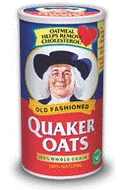 OATMEAL
HELPS REMOVE
CHOLESTEROL!
OLD FASHIONED
QUAKER
OATS
100% WHOLE GRAIN
100% NATURAL